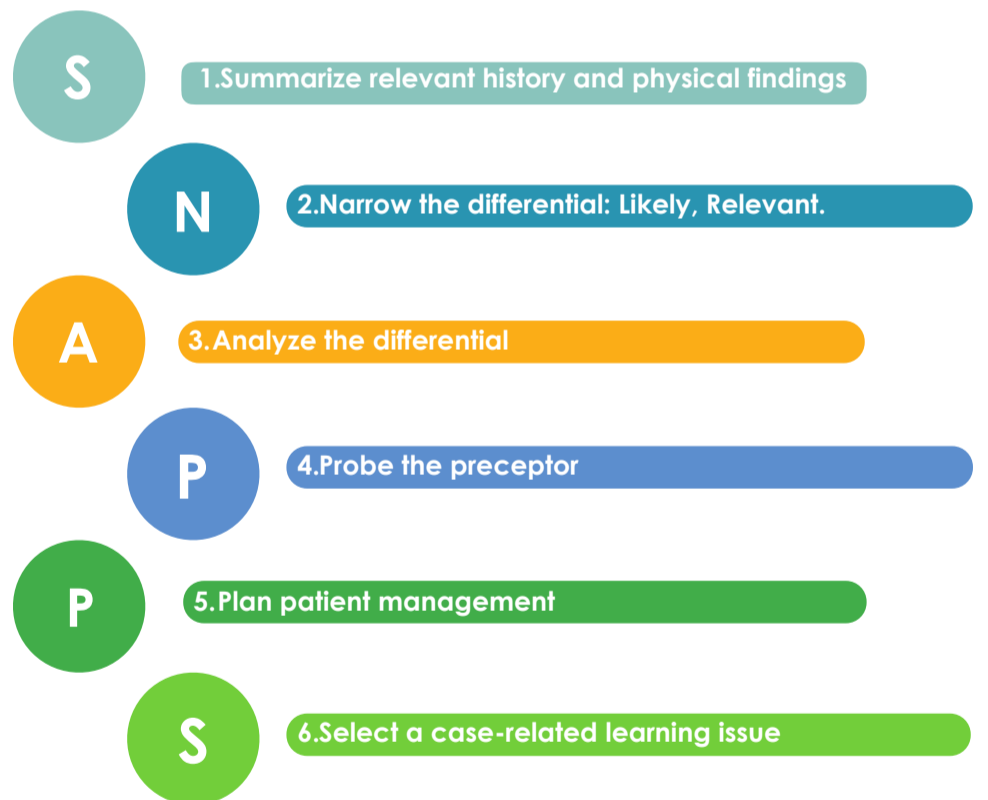 S
1.Summarize relevant history and physical findings
N
2.Narrow the differential: Likely, Relevant.
A
3.Analyze the differential
P
4.Probe the preceptor
P
5.Plan patient management
S
6.Select a case-related learning issue